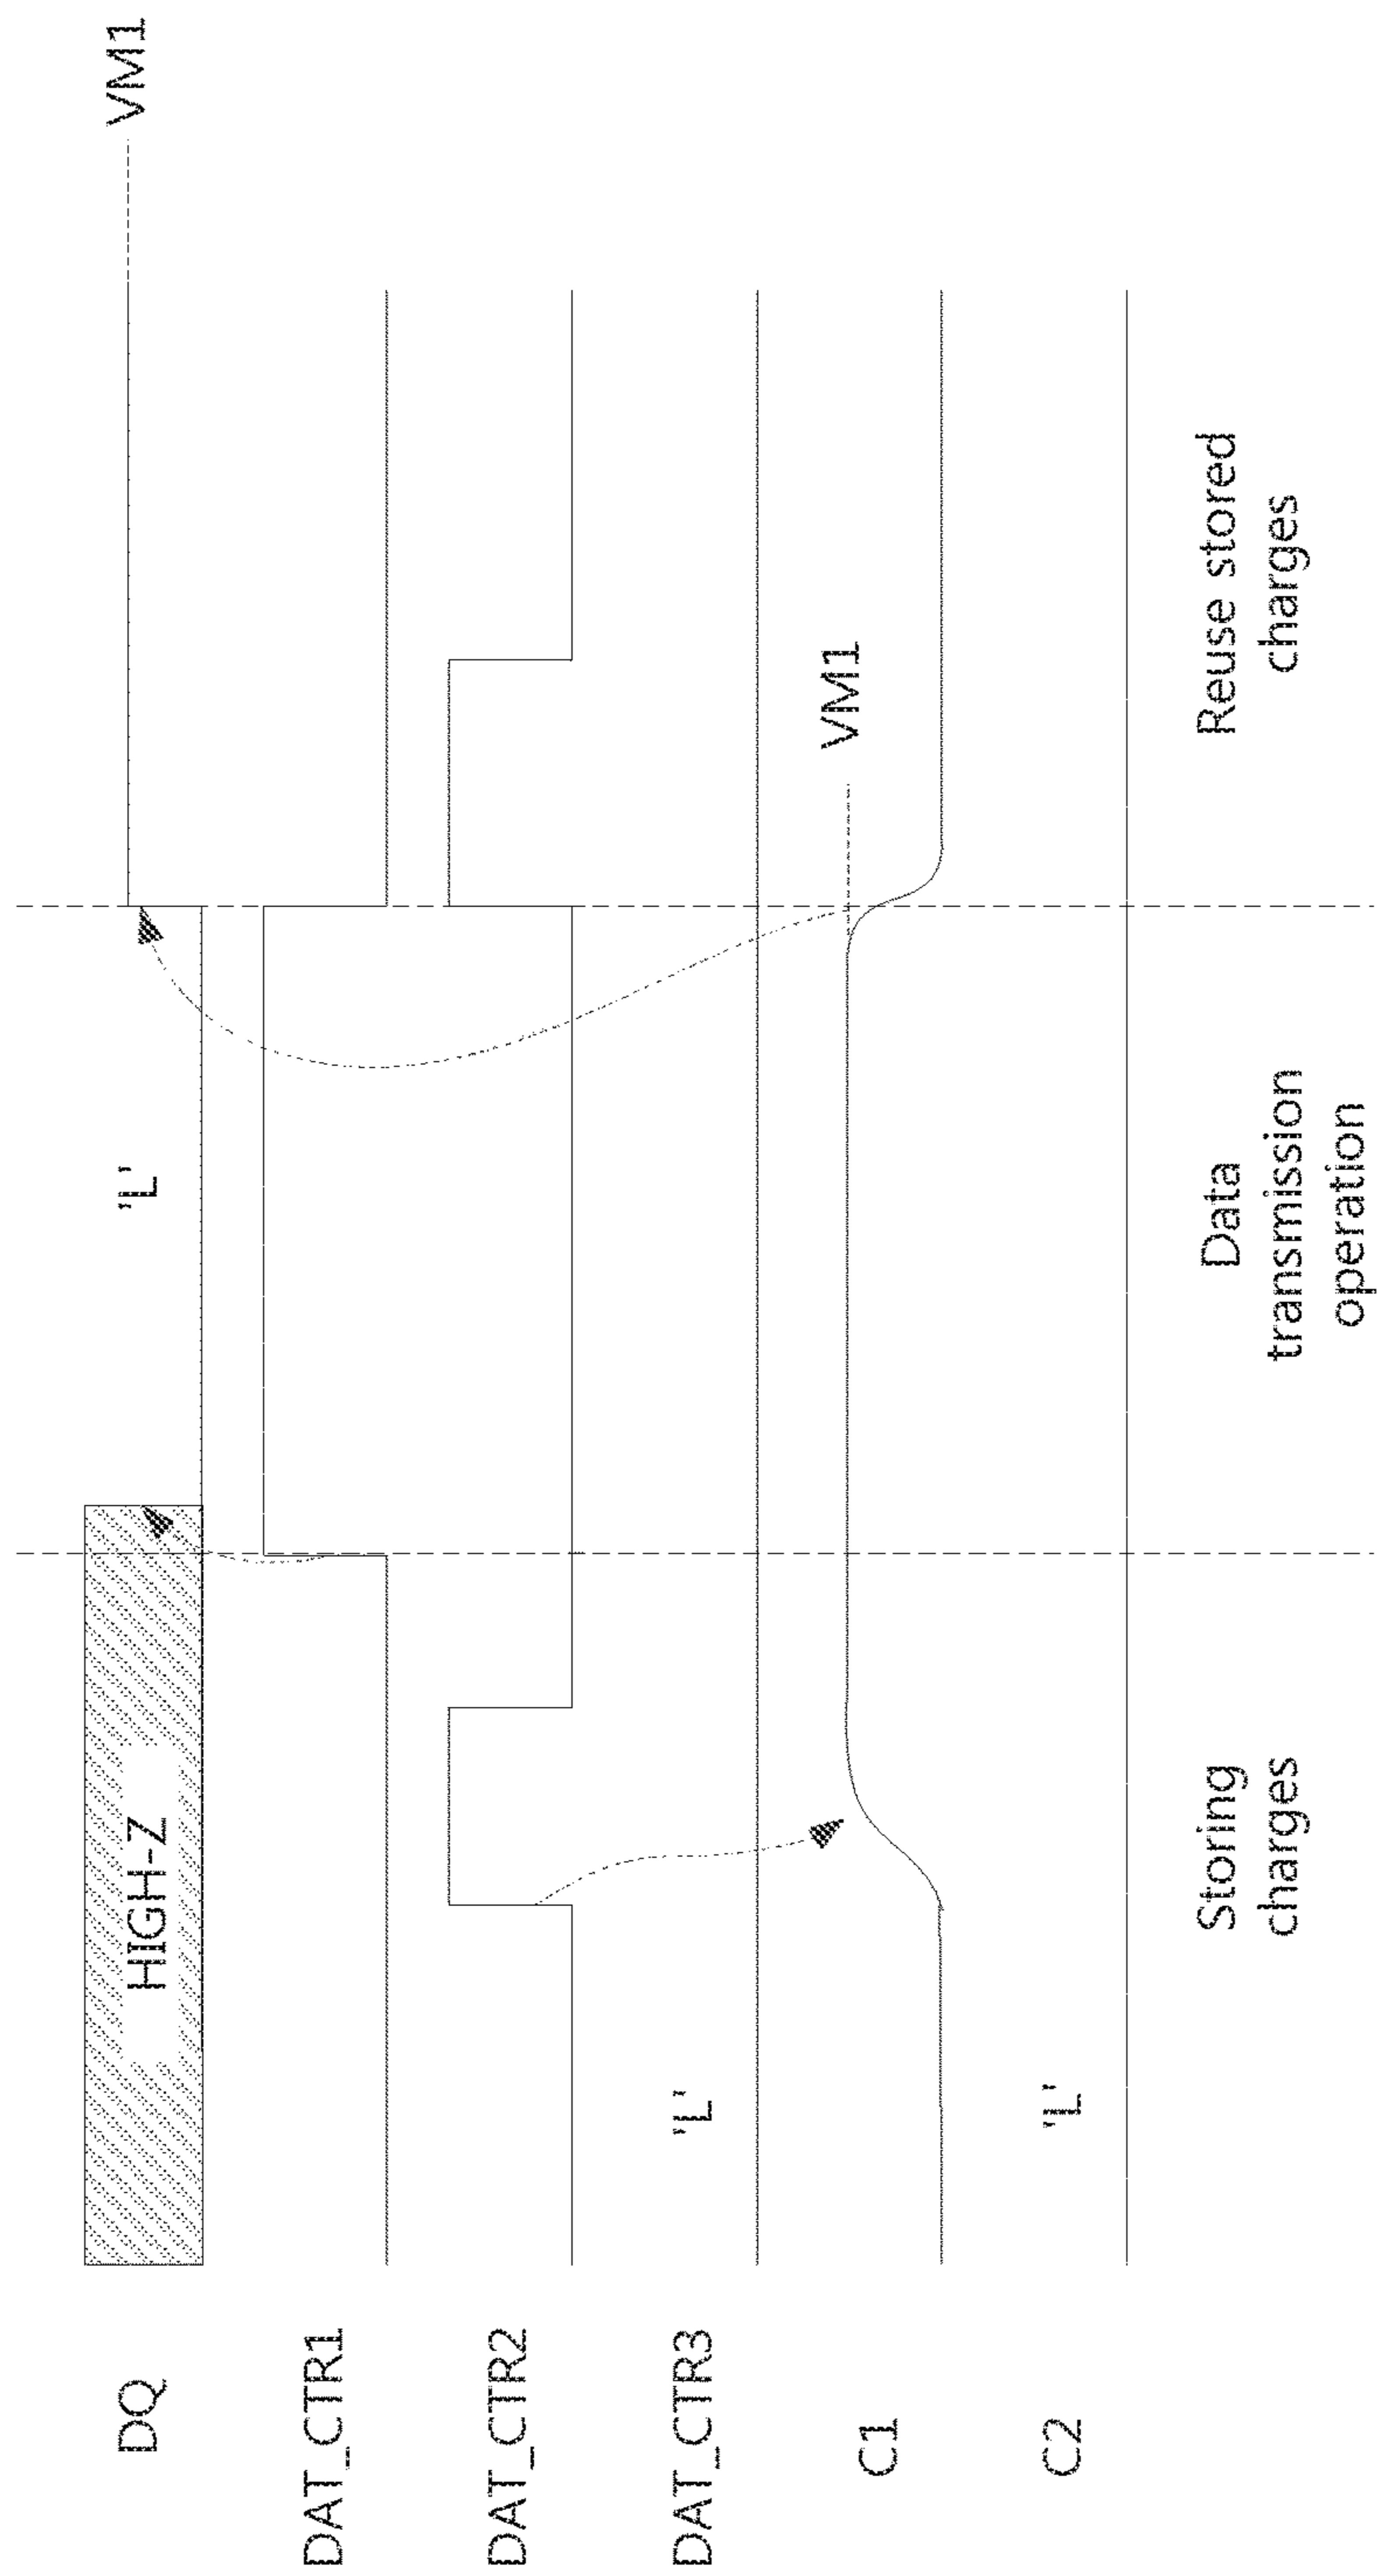 DQ
HIGH-Z
'L'
VM1
DAT_CTR1
DAT_CTR2
DAT_CTR3
'L'
C1
VM1
C2
'L'
Storing
charges
Data
transmission
operation
Reuse stored
charges